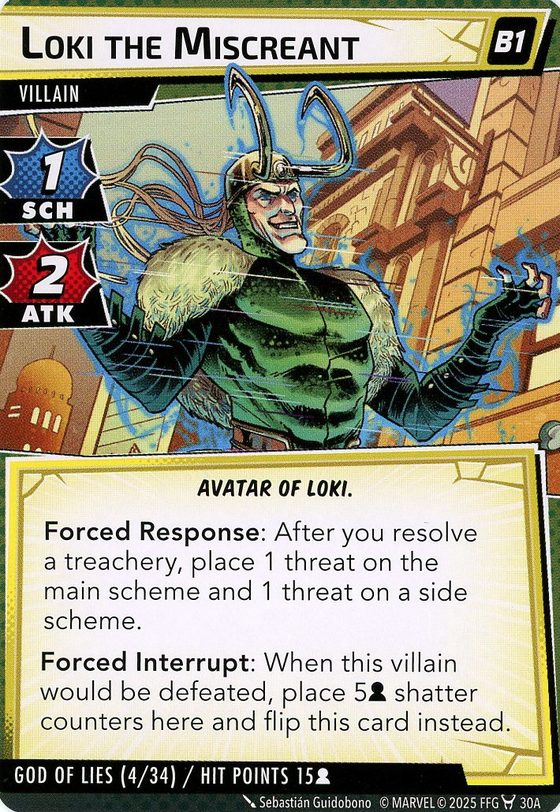 LOKI THE MISCREANT
B1
VILLAIN
1
SCH
2
ATK
AVATAR OF LOKI.
Forced Response: After you resolve
a treachery, place 1 threat on the
main scheme and 1 threat on a side
scheme.
Forced Interrupt: When this villain
would be defeated, place 5 shatter
counters here and flip this card instead.
GOD OF LIES (4/34) / HIT POINTS 15
Sebastián Guidobono © MARVEL © 2025 FFG 30A